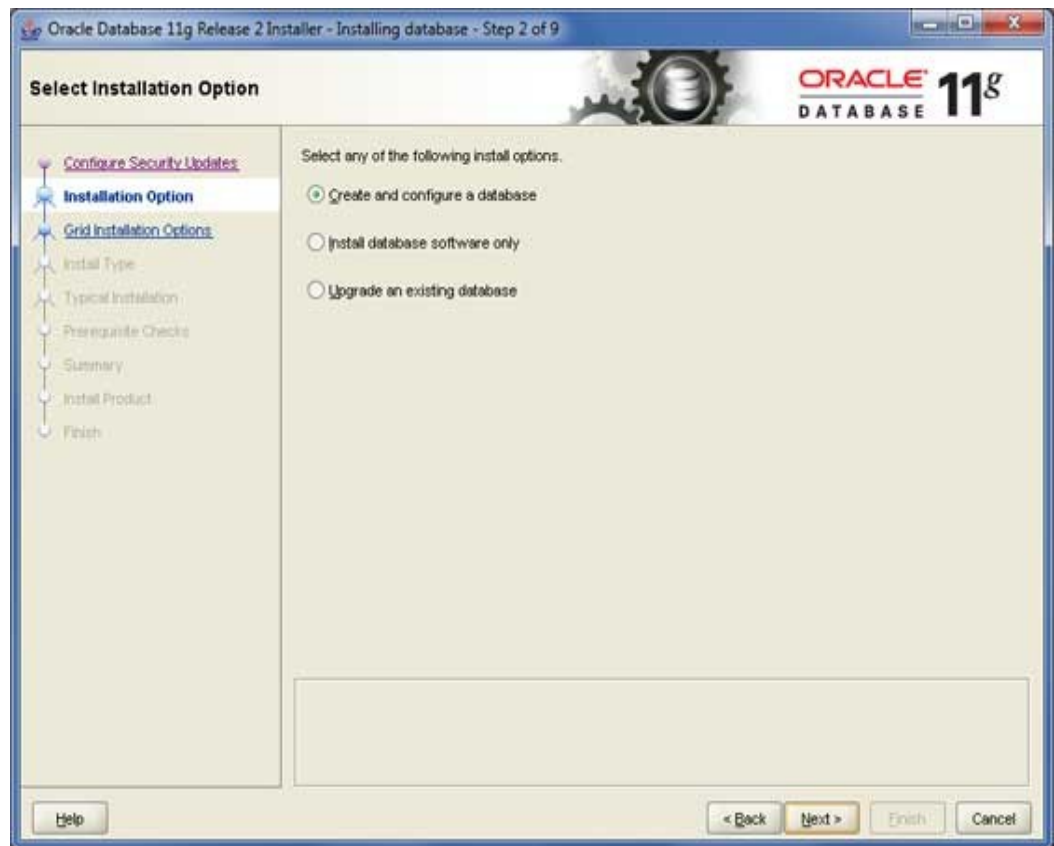 Oracle Database 11g Release 2 Installer - Installing database - Step 2 of 9
Select Installation Option
ORACLE
DATABASE
11g
Configure Security Updates
Installation Option
Grid Installation Options
Install Type
Typical Installation
Prerequisite Checks
Summary
Install Product
Finish
Select any of the following install options.
Create and configure a database
Install database software only
Upgrade an existing database
Help
< Back
Next >
Finish
Cancel